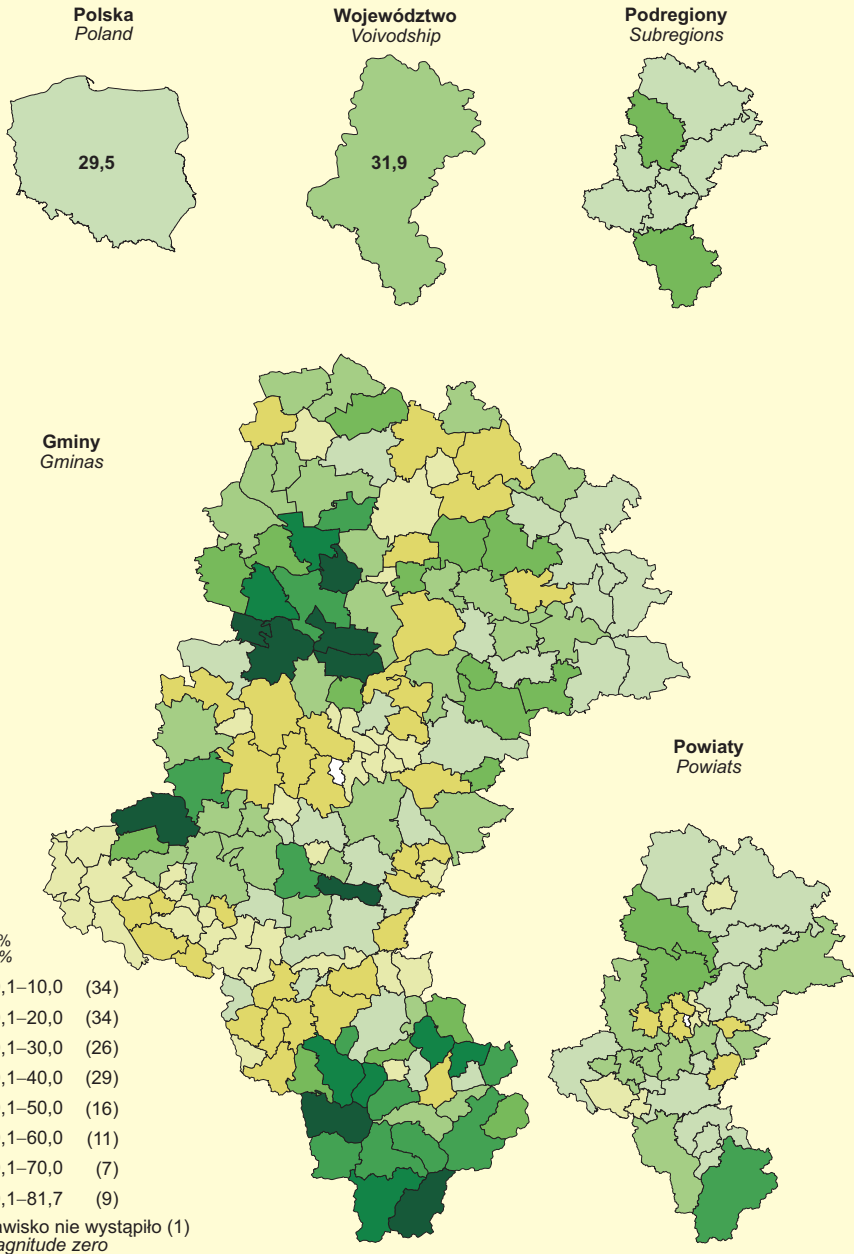 Polska
Poland
Województwo
Voivodship
Podregiony
Subregions
29,5
31,9
Gminy
Gminas
Powiaty
Powiats
%
%
,1–10,0 (34)
,1–20,0 (34)
,1–30,0 (26)
,1–40,0 (29)
,1–50,0 (16)
,1–60,0 (11)
,1–70,0 (7)
,1–81,7 (9)
awisko nie wystąpiło (1)
agnitude zero